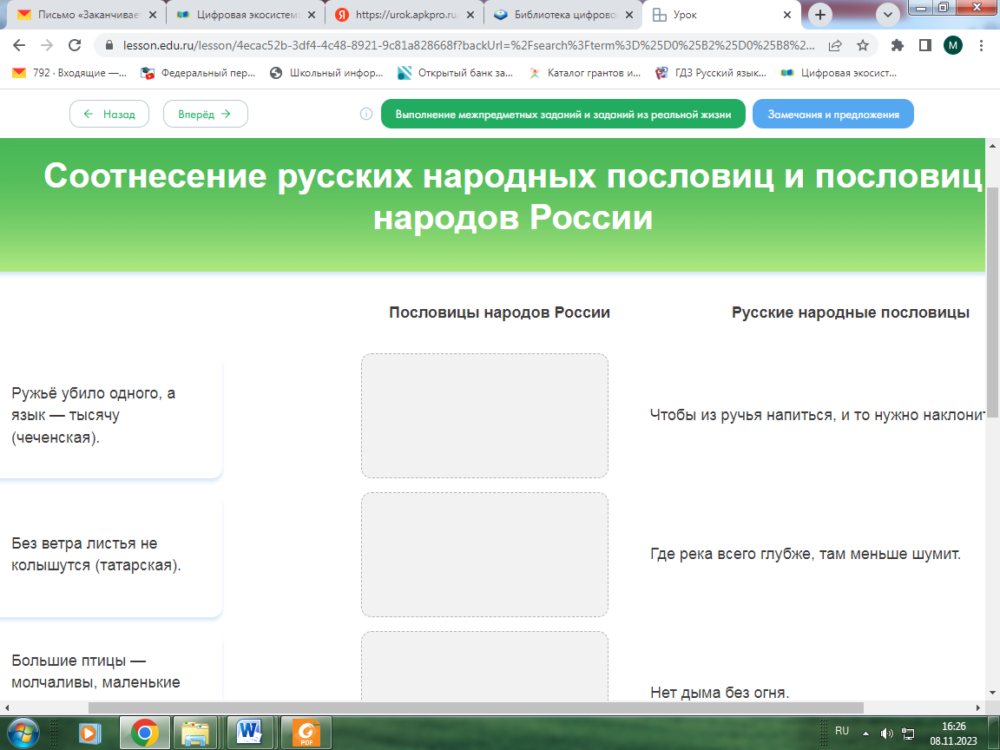 Письмо «Заканчивает
Цифровая экосистема
https://urok.apkpro.ru
Библиотека цифрово
Урок
lesson.edu.ru/lesson/4ecac52b-3df4-4c48-8921-9c81a828668f?backUrl=%2Fsearch%3Fterm%3D%25D0%25B2%25D0%25B8%2...
M
792 · Входящие —...
Федеральный пер...
Школьный инфор...
Открытый банк за...
Каталог грантов и...
ГДЗ Русский язык...
Цифровая экосист...
Назад
Вперёд
Выполнение межпредметных заданий и заданий из реальной жизни
Замечания и предложения
Соотнесение русских народных пословиц и пословиц
народов России
Пословицы народов России
Русские народные пословицы
Ружьё убило одного, а
язык — тысячу
(чеченская).
Чтобы из ручья напиться, и то нужно наклонит
Без ветра листья не
колышутся (татарская).
Где река всего глубже, там меньше шумит.
Большие птицы —
молчаливы, маленькие
Нет дыма без огня.
RU
16:26
08.11.2023
PDF